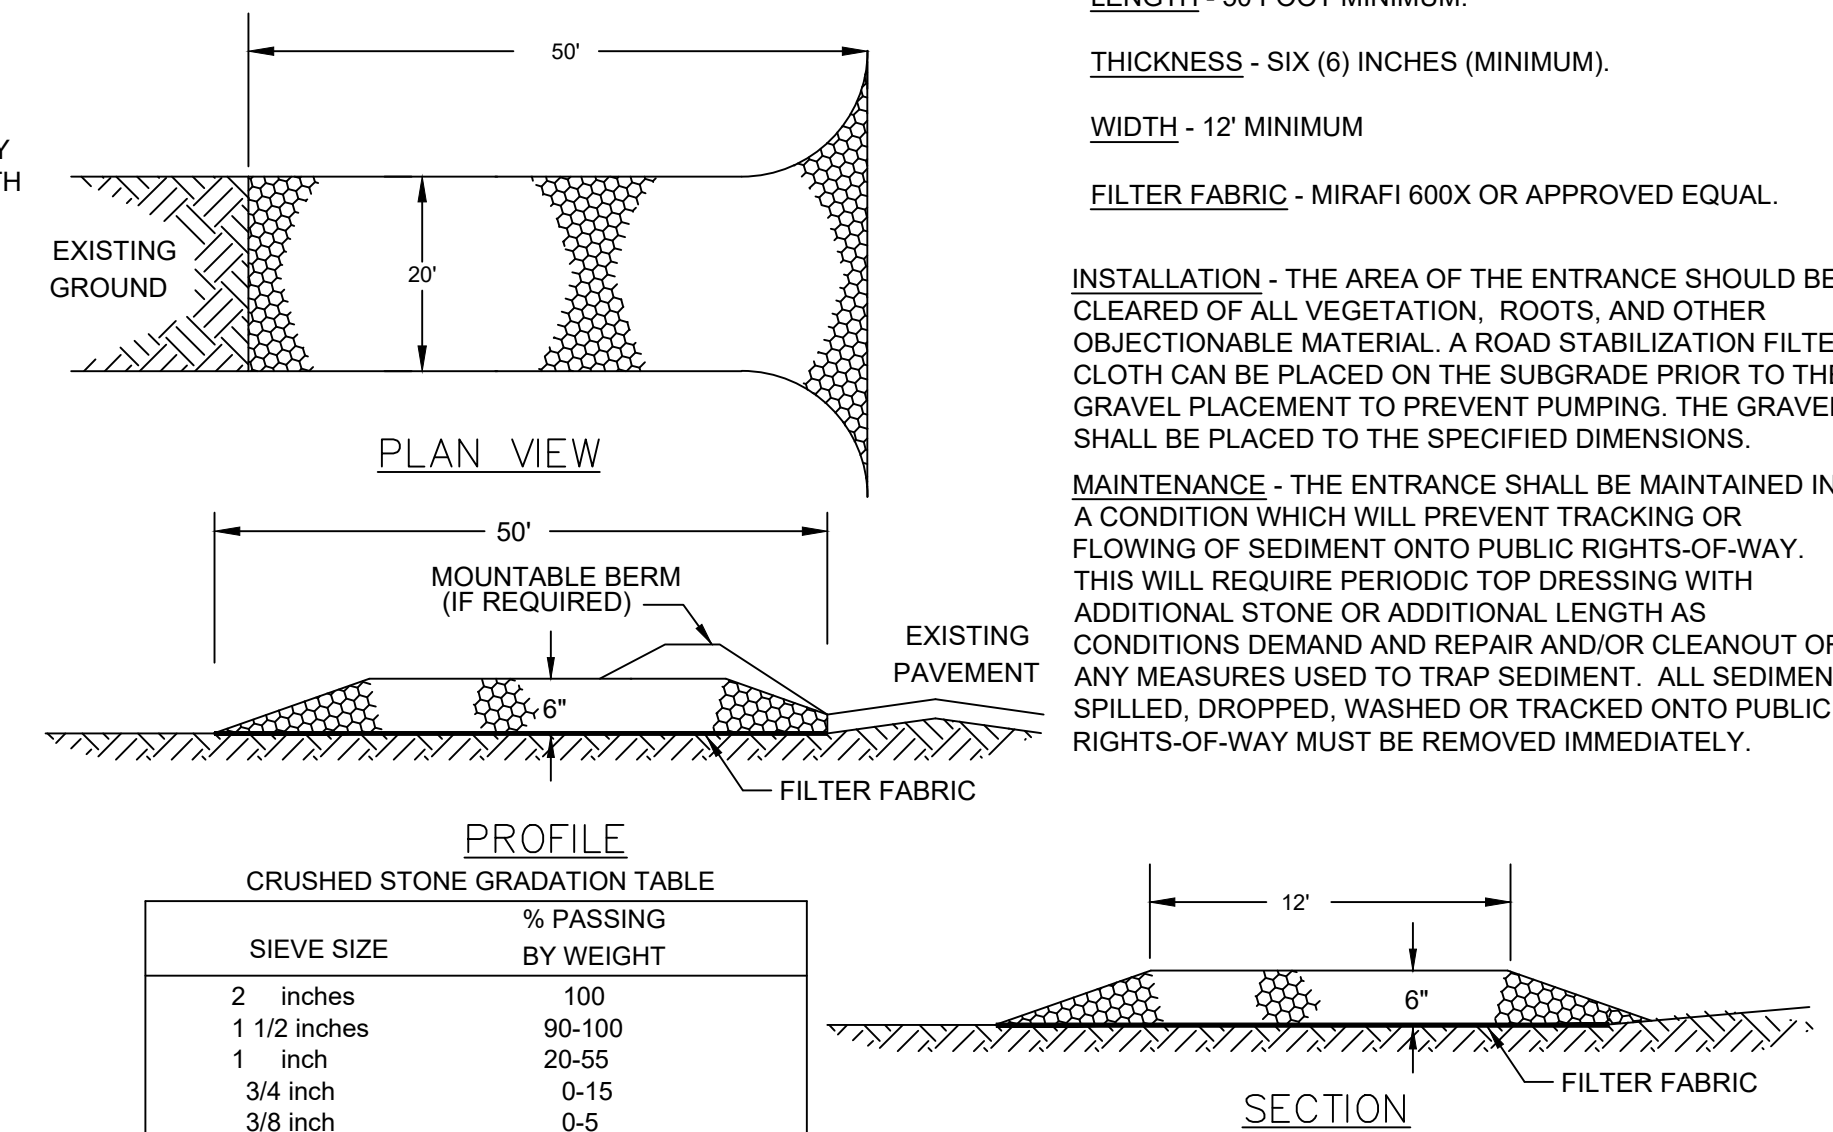 50'
Y
TH
EXISTING
GROUND
20'
PLAN VIEW
50'
MOUNTABLE BERM
(IF REQUIRED)
EXISTING
PAVEMENT
6"
FILTER FABRIC
PROFILE
CRUSHED STONE GRADATION TABLE
SIEVE SIZE % PASSING BY WEIGHT
2 inches 100
1 1/2 inches 90-100
1 inch 20-55
3/4 inch 0-15
3/8 inch 0-5
LENGTH - 50 FOOT MINIMUM.
THICKNESS - SIX (6) INCHES (MINIMUM).
WIDTH - 12' MINIMUM
FILTER FABRIC - MIRAFI 600X OR APPROVED EQUAL.
INSTALLATION - THE AREA OF THE ENTRANCE SHOULD BE
CLEARED OF ALL VEGETATION, ROOTS, AND OTHER
OBJECTIONABLE MATERIAL. A ROAD STABILIZATION FILTE
CLOTH CAN BE PLACED ON THE SUBGRADE PRIOR TO THE
GRAVEL PLACEMENT TO PREVENT PUMPING. THE GRAVEL
SHALL BE PLACED TO THE SPECIFIED DIMENSIONS.
MAINTENANCE - THE ENTRANCE SHALL BE MAINTAINED IN
A CONDITION WHICH WILL PREVENT TRACKING OR
FLOWING OF SEDIMENT ONTO PUBLIC RIGHTS-OF-WAY.
THIS WILL REQUIRE PERIODIC TOP DRESSING WITH
ADDITIONAL STONE OR ADDITIONAL LENGTH AS
CONDITIONS DEMAND AND REPAIR AND/OR CLEANOUT OF
ANY MEASURES USED TO TRAP SEDIMENT. ALL SEDIMEN
SPILLED, DROPPED, WASHED OR TRACKED ONTO PUBLIC
RIGHTS-OF-WAY MUST BE REMOVED IMMEDIATELY.
12'
6"
FILTER FABRIC
SECTION